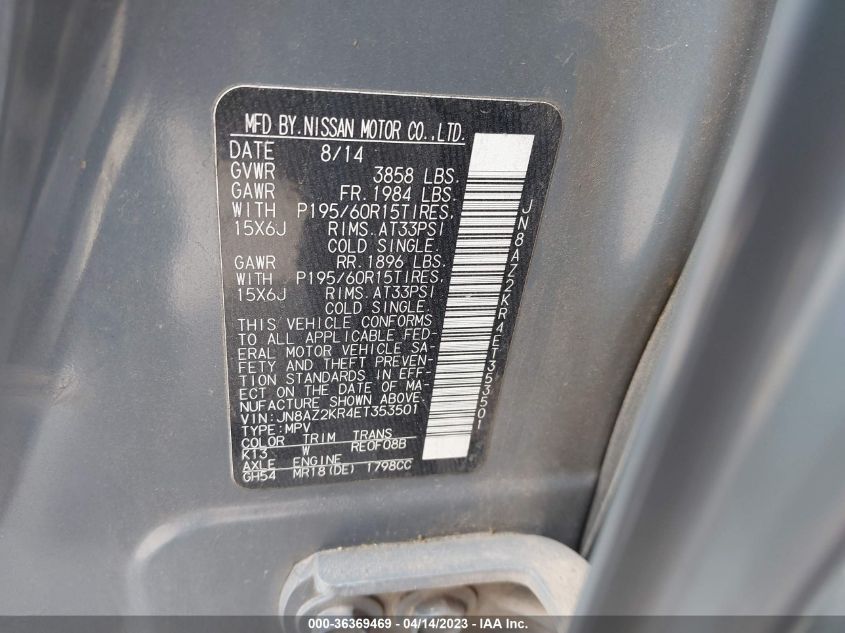 MFD BY.NISSAN MOTOR CO.,LTD.
DATE 8/14
GVWR 3858 LBS.
GAWR FR. 1984 LBS.
WITH P195/60R15TIRES,
15X6J RIMS. AT33PSI
COLD SINGLE.
GAWR RR. 1896 LBS.
WITH P195/60R15TIRES,
15X6J RIMS. AT33PSI
COLD SINGLE.
THIS VEHICLE CONFORMS
TO ALL APPLICABLE FED-
ERAL MOTOR VEHICLE SA-
FETY AND THEFT PREVEN-
TION STANDARDS IN EFF-
ECT ON THE DATE OF MA-
NUFACTURE SHOWN ABOVE.
VIN:JN8AZ2KR4ET353501
TYPE:MPV
COLOR TRIM TRANS
K13 W RE0F08B
AXLE ENGINE
GH54 MR18(DE) 1798CC
JN8AZ2KR4ET353501
000-36369469 - 04/14/2023 - IAA Inc.